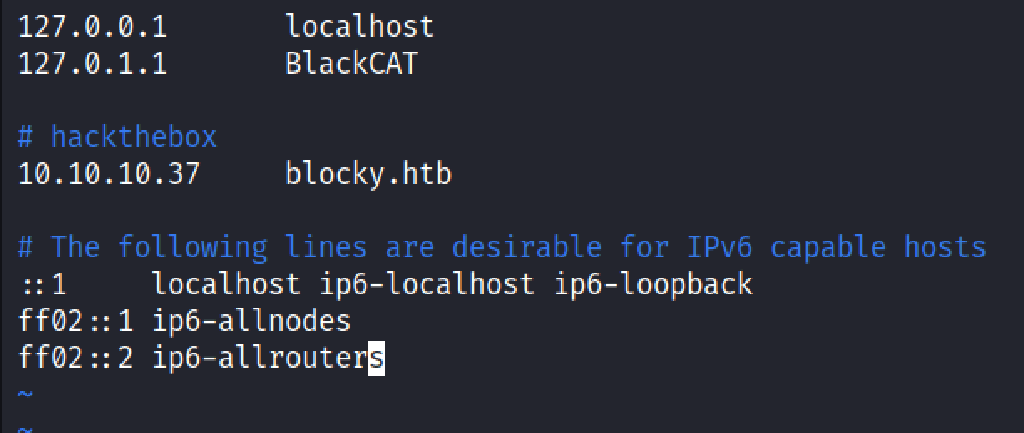 127.0.0.1       localhost
127.0.1.1       BlackCAT
# hackthebox
10.10.10.37     blocky.htb
# The following lines are desirable for IPv6 capable hosts
::1     localhost ip6-localhost ip6-loopback
ff02::1 ip6-allnodes
ff02::2 ip6-allrouters
~
~